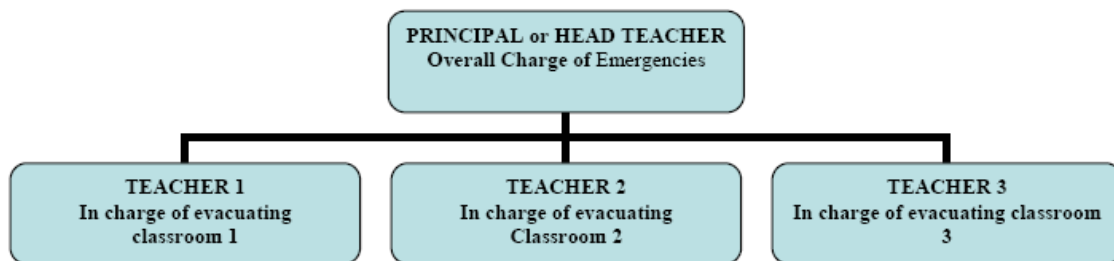 PRINCIPAL or HEAD TEACHER
Overall Charge of Emergencies
TEACHER 1
In charge of evacuating
classroom 1
TEACHER 2
In charge of evacuating
Classroom 2
TEACHER 3
In charge of evacuating classroom
3